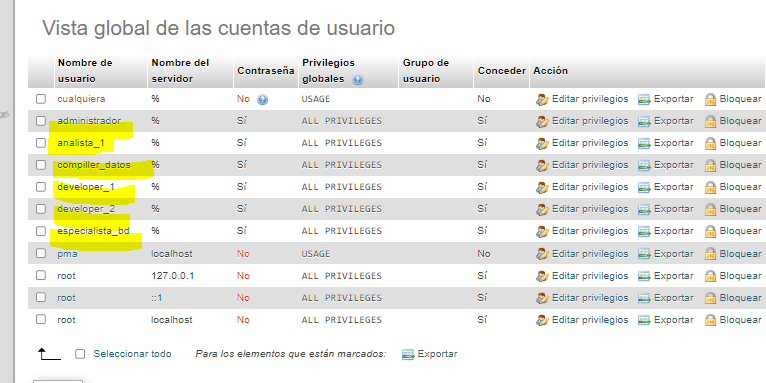 Vista global de las cuentas de usuario
Nombre de usuario Nombre del servidor Contraseña Privilegios globales Grupo de usuario Conceder Acción
cualquiera % No USAGE No Editar privilegios Exportar Bloquear
administrador % Sí ALL PRIVILEGES Sí Editar privilegios Exportar Bloquear
analista_1 % Sí ALL PRIVILEGES Sí Editar privilegios Exportar Bloquear
compiller_datos % Sí ALL PRIVILEGES Sí Editar privilegios Exportar Bloquear
developer_1 % Sí ALL PRIVILEGES Sí Editar privilegios Exportar Bloquear
developer_2 % Sí ALL PRIVILEGES Sí Editar privilegios Exportar Bloquear
especialista_bd % Sí ALL PRIVILEGES Sí Editar privilegios Exportar Bloquear
pma localhost No USAGE No Editar privilegios Exportar Bloquear
root 127.0.0.1 No ALL PRIVILEGES Sí Editar privilegios Exportar Bloquear
root ::1 No ALL PRIVILEGES Sí Editar privilegios Exportar Bloquear
root localhost No ALL PRIVILEGES Sí Editar privilegios Exportar Bloquear
Seleccionar todo Para los elementos que están marcados: Exportar